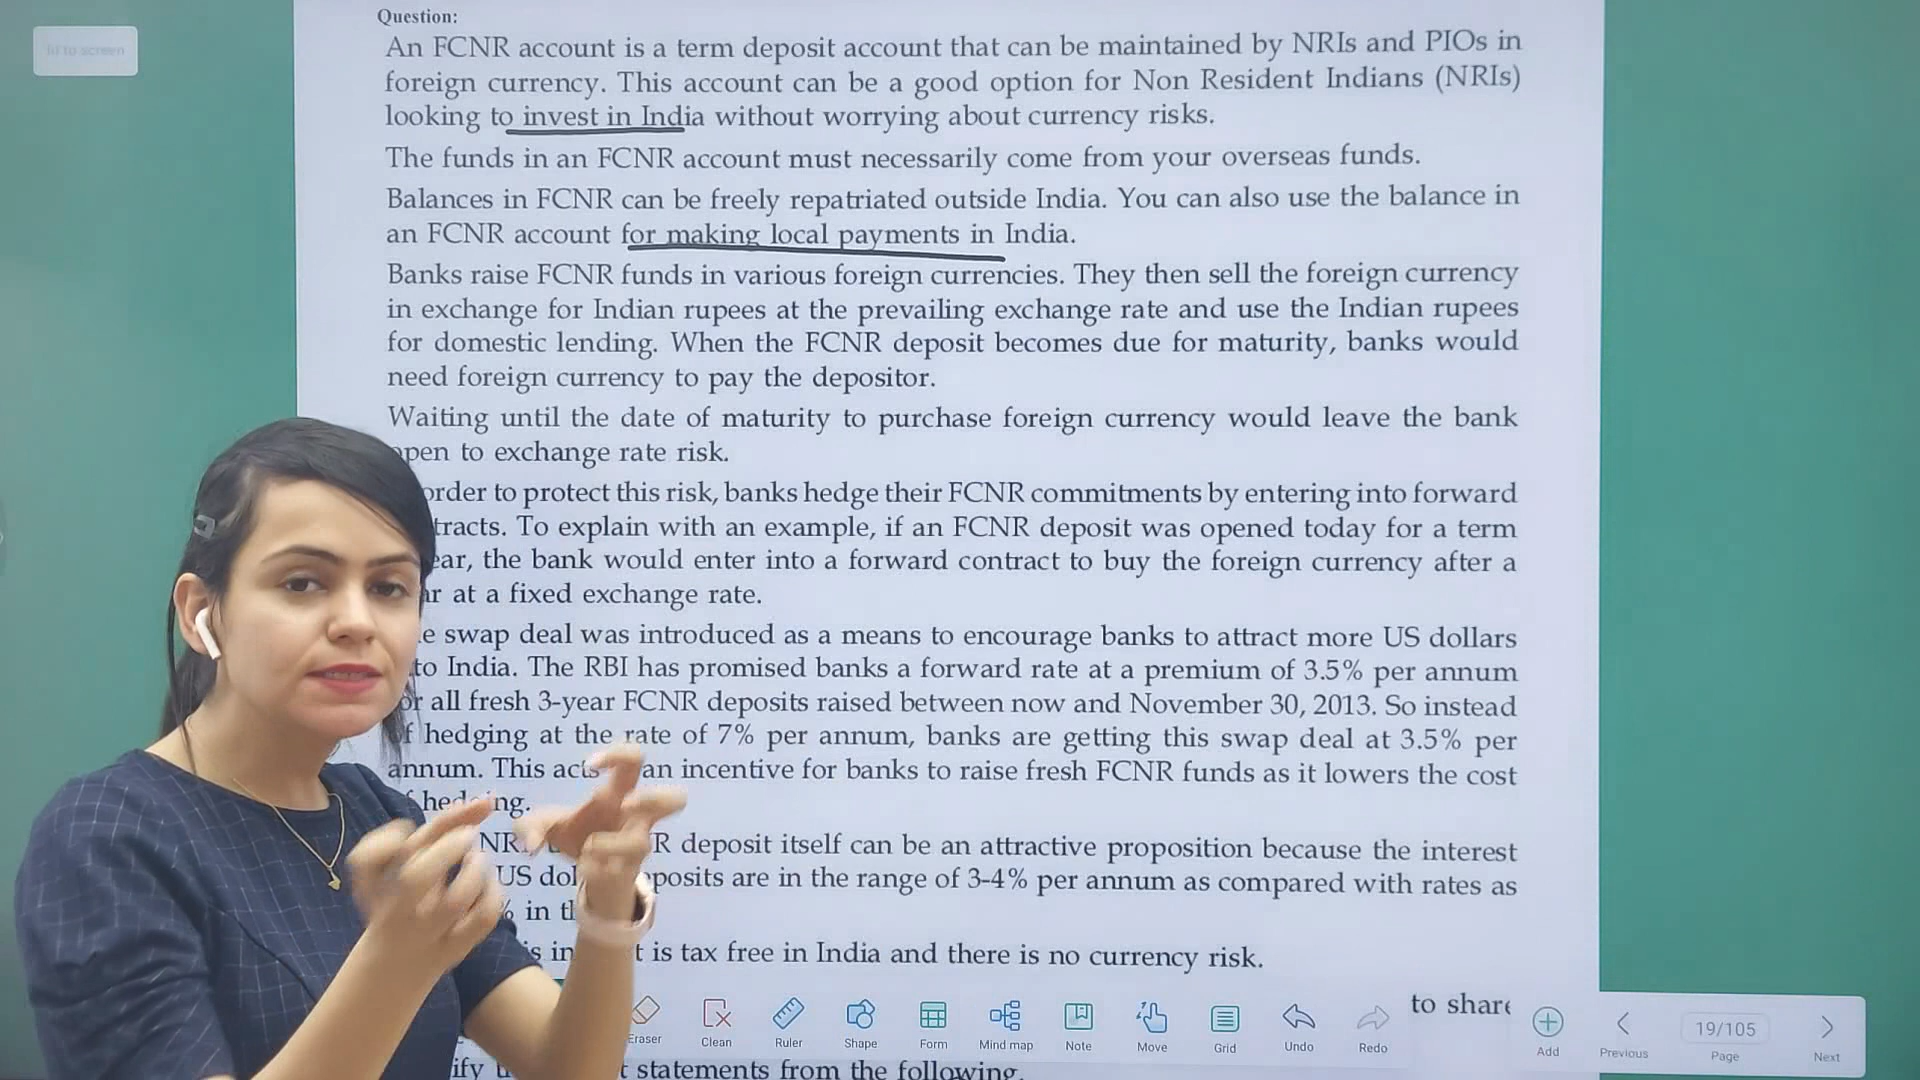 fit to screen
Question:
An FCNR account is a term deposit account that can be maintained by NRIs and PIOs in
foreign currency. This account can be a good option for Non Resident Indians (NRIs)
looking to invest in India without worrying about currency risks.
The funds in an FCNR account must necessarily come from your overseas funds.
Balances in FCNR can be freely repatriated outside India. You can also use the balance in
an FCNR account for making local payments in India.
Banks raise FCNR funds in various foreign currencies. They then sell the foreign currency
in exchange for Indian rupees at the prevailing exchange rate and use the Indian rupees
for domestic lending. When the FCNR deposit becomes due for maturity, banks would
need foreign currency to pay the depositor.
Waiting until the date of maturity to purchase foreign currency would leave the bank
open to exchange rate risk.
order to protect this risk, banks hedge their FCNR commitments by entering into forward
tracts. To explain with an example, if an FCNR deposit was opened today for a term
ear, the bank would enter into a forward contract to buy the foreign currency after a
ar at a fixed exchange rate.
e swap deal was introduced as a means to encourage banks to attract more US dollars
to India. The RBI has promised banks a forward rate at a premium of 3.5% per annum
or all fresh 3-year FCNR deposits raised between now and November 30, 2013. So instead
of hedging at the rate of 7% per annum, banks are getting this swap deal at 3.5% per
annum. This acts an incentive for banks to raise fresh FCNR funds as it lowers the cost
ng.
NR R deposit itself can be an attractive proposition because the interest
US dol posits are in the range of 3-4% per annum as compared with rates as
% in th
s in t is tax free in India and there is no currency risk.
to share
Eraser Clean Ruler Shape Form Mind map Note Move Grid Undo Redo Add Previous 19/105 Page Next
ify t statements from the following.